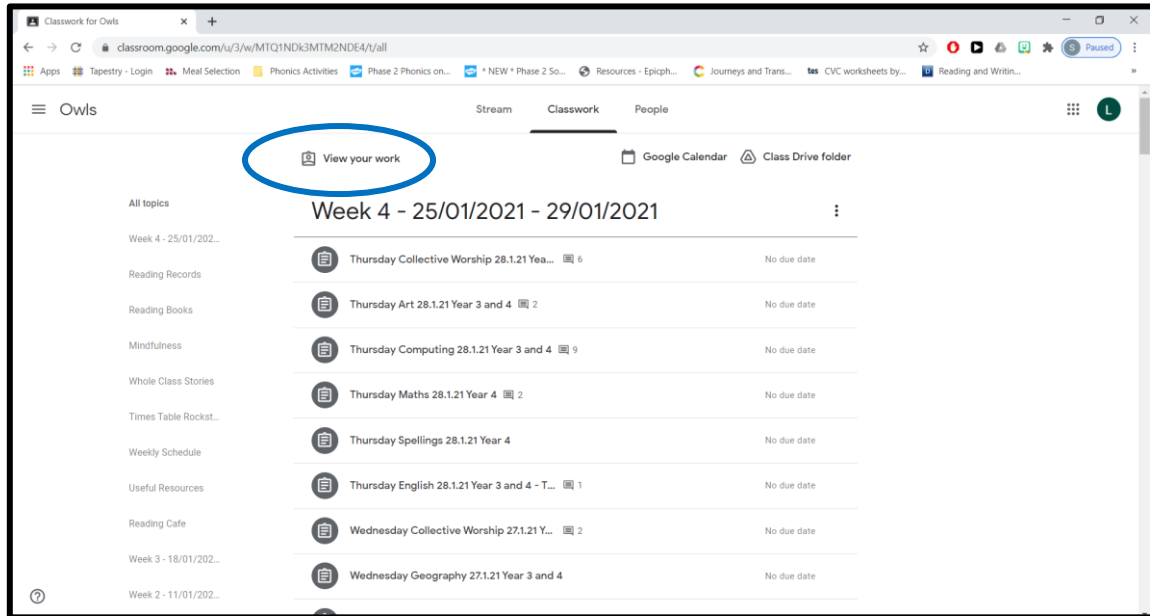 Classwork for Owls
classroom.google.com/u/3/w/MTQ1NDk3MTM2NDE4/t/all
S Paused
Apps Tapestry - Login Meal Selection Phonics Activities Phase 2 Phonics on... * NEW * Phase 2 So... Resources - Epicph... Journeys and Trans... tes CVC worksheets by... Reading and Writin...
Owls Stream Classwork People L
View your work Google Calendar Class Drive folder
All topics
Week 4 - 25/01/202...
Reading Records
Reading Books
Mindfulness
Whole Class Stories
Times Table Rockst...
Weekly Schedule
Useful Resources
Reading Cafe
Week 3 - 18/01/202...
Week 2 - 11/01/202...
Week 4 - 25/01/2021 - 29/01/2021
Thursday Collective Worship 28.1.21 Yea... 6 No due date
Thursday Art 28.1.21 Year 3 and 4 2 No due date
Thursday Computing 28.1.21 Year 3 and 4 9 No due date
Thursday Maths 28.1.21 Year 4 2 No due date
Thursday Spellings 28.1.21 Year 4 No due date
Thursday English 28.1.21 Year 3 and 4 - T... 1 No due date
Wednesday Collective Worship 27.1.21 Y... 2 No due date
Wednesday Geography 27.1.21 Year 3 and 4 No due date